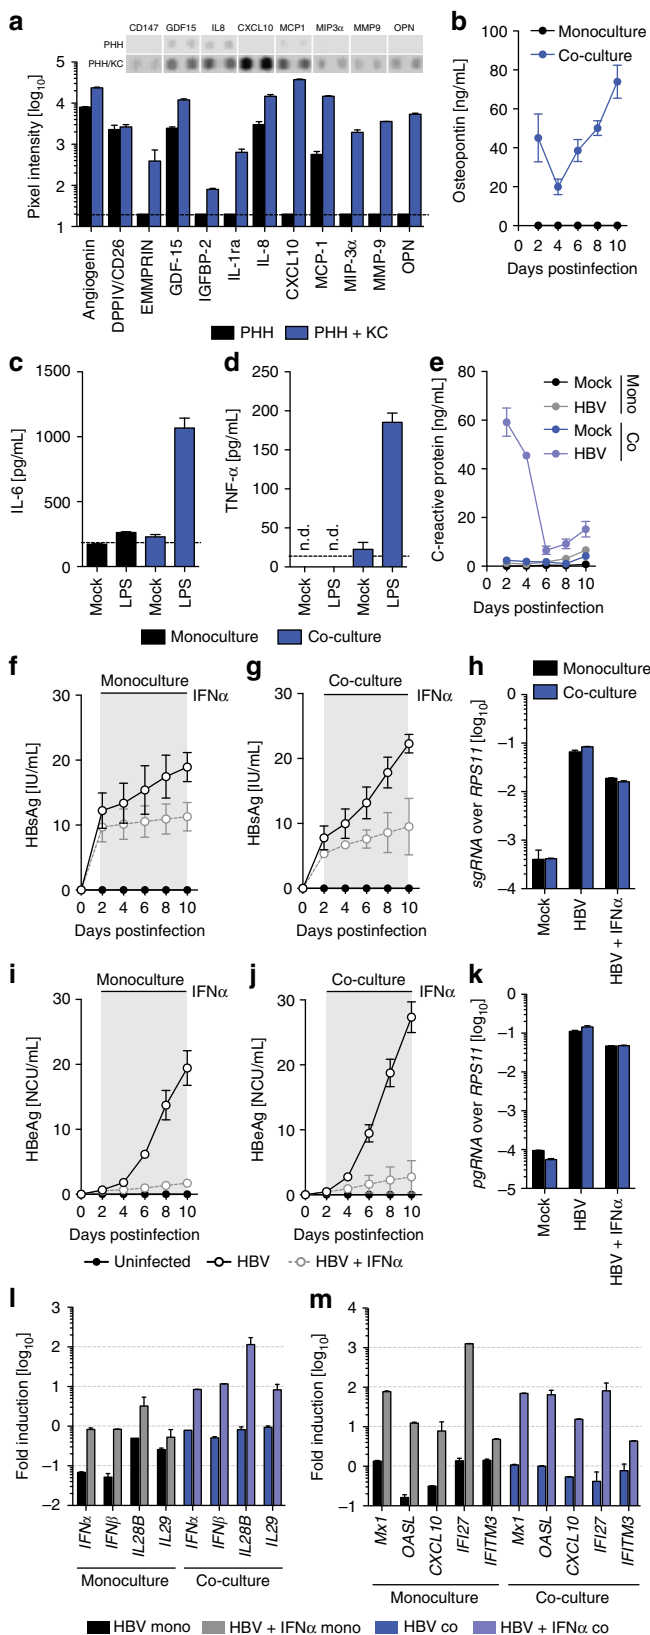 a
CD147 GDF15 IL8 CXCL10 MCP1 MIP3α MMP9 OPN
PHH
PHH/KC
Pixel intensity [log10]
5
4
3
2
1
Angiogenin DPPIV/CD26 EMMPRIN GDF-15 IGFBP-2 IL-1ra IL-8 CXCL10 MCP-1 MIP-3α MMP-9 OPN
PHH PHH + KC
b
Monoculture
Co-culture
Osteopontin [ng/mL]
100
80
60
40
20
0
0 2 4 6 8 10
Days postinfection
c
IL-6 [pg/mL]
1500
1000
500
0
Mock LPS Mock LPS
d
TNF-α [pg/mL]
250
200
150
100
50
0
n.d. n.d.
Mock LPS Mock LPS
Monoculture Co-culture
e
C-reactive protein [ng/mL]
80
60
40
20
0
Mock
HBV
Mono
Mock
HBV
Co
0 2 4 6 8 10
Days postinfection
f
Monoculture
IFNα
HBsAg [IU/mL]
30
20
10
0
0 2 4 6 8 10
Days postinfection
g
Co-culture
IFNα
HBsAg [IU/mL]
30
20
10
0
0 2 4 6 8 10
Days postinfection
h
Monoculture
Co-culture
sgRNA over RPS11 [log10]
0
−1
−2
−3
−4
Mock HBV HBV + IFNα
i
Monoculture
IFNα
HBeAg [NCU/mL]
30
20
10
0
0 2 4 6 8 10
Days postinfection
j
Co-culture
IFNα
HBeAg [NCU/mL]
30
20
10
0
0 2 4 6 8 10
Days postinfection
k
pgRNA over RPS11 [log10]
0
−1
−2
−3
−4
−5
Mock HBV HBV + IFNα
Uninfected HBV HBV + IFNα
l
Fold induction [log10]
3
2
1
0
−1
−2
IFNα IFNβ IL28B IL29 IFNα IFNβ IL28B IL29
Monoculture Co-culture
m
Fold induction [log10]
4
3
2
1
0
−1
Mx1 OASL CXCL10 IFI27 IFITM3 Mx1 OASL CXCL10 IFI27 IFITM3
Monoculture Co-culture
HBV mono HBV + IFNα mono HBV co HBV + IFNα co